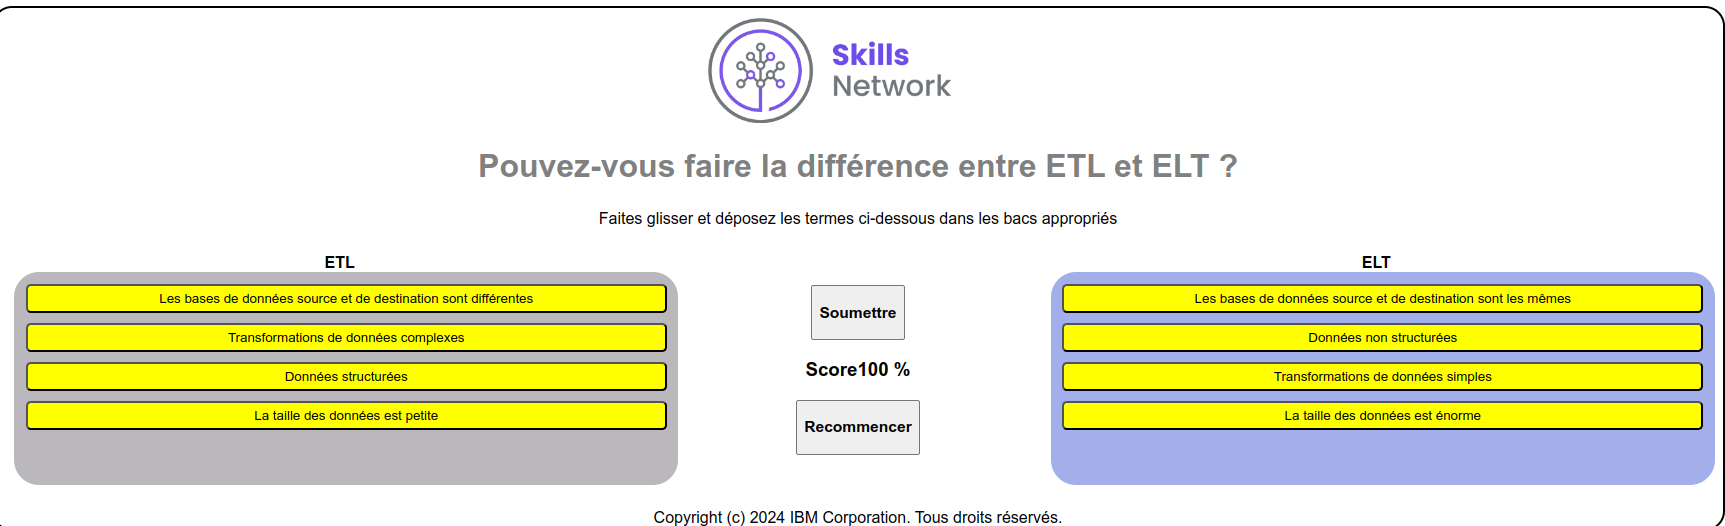 Skills
Network
Pouvez-vous faire la différence entre ETL et ELT ?
Faites glisser et déposez les termes ci-dessous dans les bacs appropriés
ETL
Les bases de données source et de destination sont différentes
Transformations de données complexes
Données structurées
La taille des données est petite
Soumettre
Score100 %
Recommencer
ELT
Les bases de données source et de destination sont les mêmes
Données non structurées
Transformations de données simples
La taille des données est énorme
Copyright (c) 2024 IBM Corporation. Tous droits réservés.